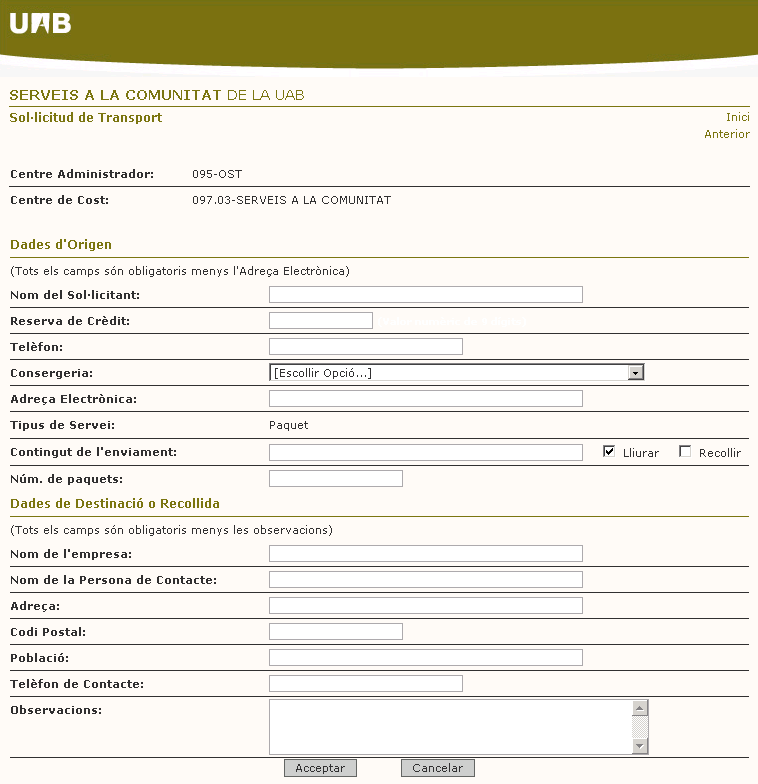 UAB
SERVEIS A LA COMUNITAT DE LA UAB
Sol·licitud de Transport
Inici
Anterior
Centre Administrador: 095-OST
Centre de Cost: 097.03-SERVEIS A LA COMUNITAT
Dades d'Origen
(Tots els camps són obligatoris menys l'Adreça Electrònica)
Nom del Sol·licitant:
Reserva de Crèdit:
Telèfon:
Consergeria: [Escollir Opció...]
Adreça Electrònica:
Tipus de Servei: Paquet
Contingut de l'enviament: Lliurar Recollir
Núm. de paquets:
Dades de Destinació o Recollida
(Tots els camps són obligatoris menys les observacions)
Nom de l'empresa:
Nom de la Persona de Contacte:
Adreça:
Codi Postal:
Població:
Telèfon de Contacte:
Observacions:
Acceptar Cancelar